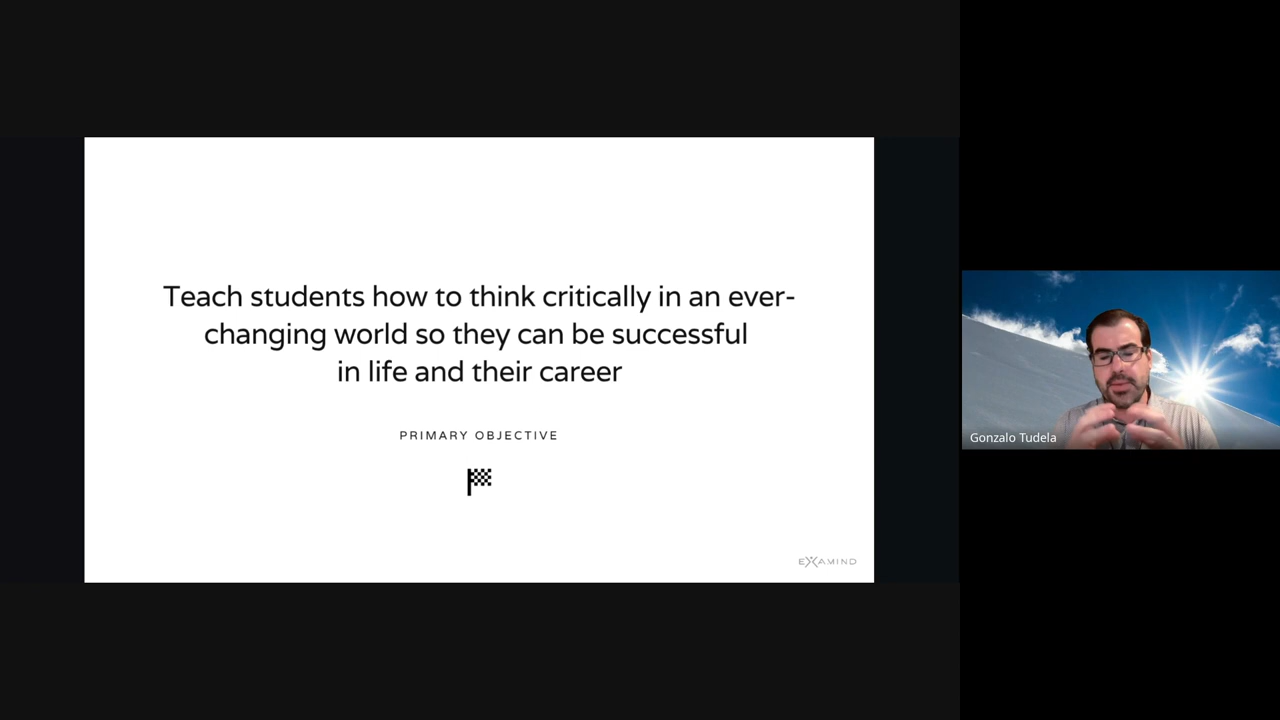 Teach students how to think critically in an ever-
changing world so they can be successful
in life and their career
PRIMARY OBJECTIVE
EXAMIND
Gonzalo Tudela